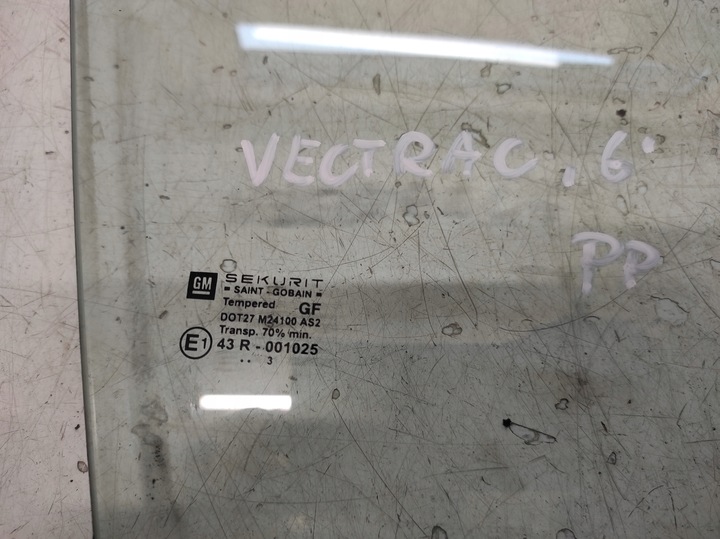 VECTRA C, 6'
PP
GM
SEKURIT
SAINT-GOBAIN
Tempered GF
DOT27 M24100 AS2
Transp. 70% min.
E1 43 R - 001025
.. 3